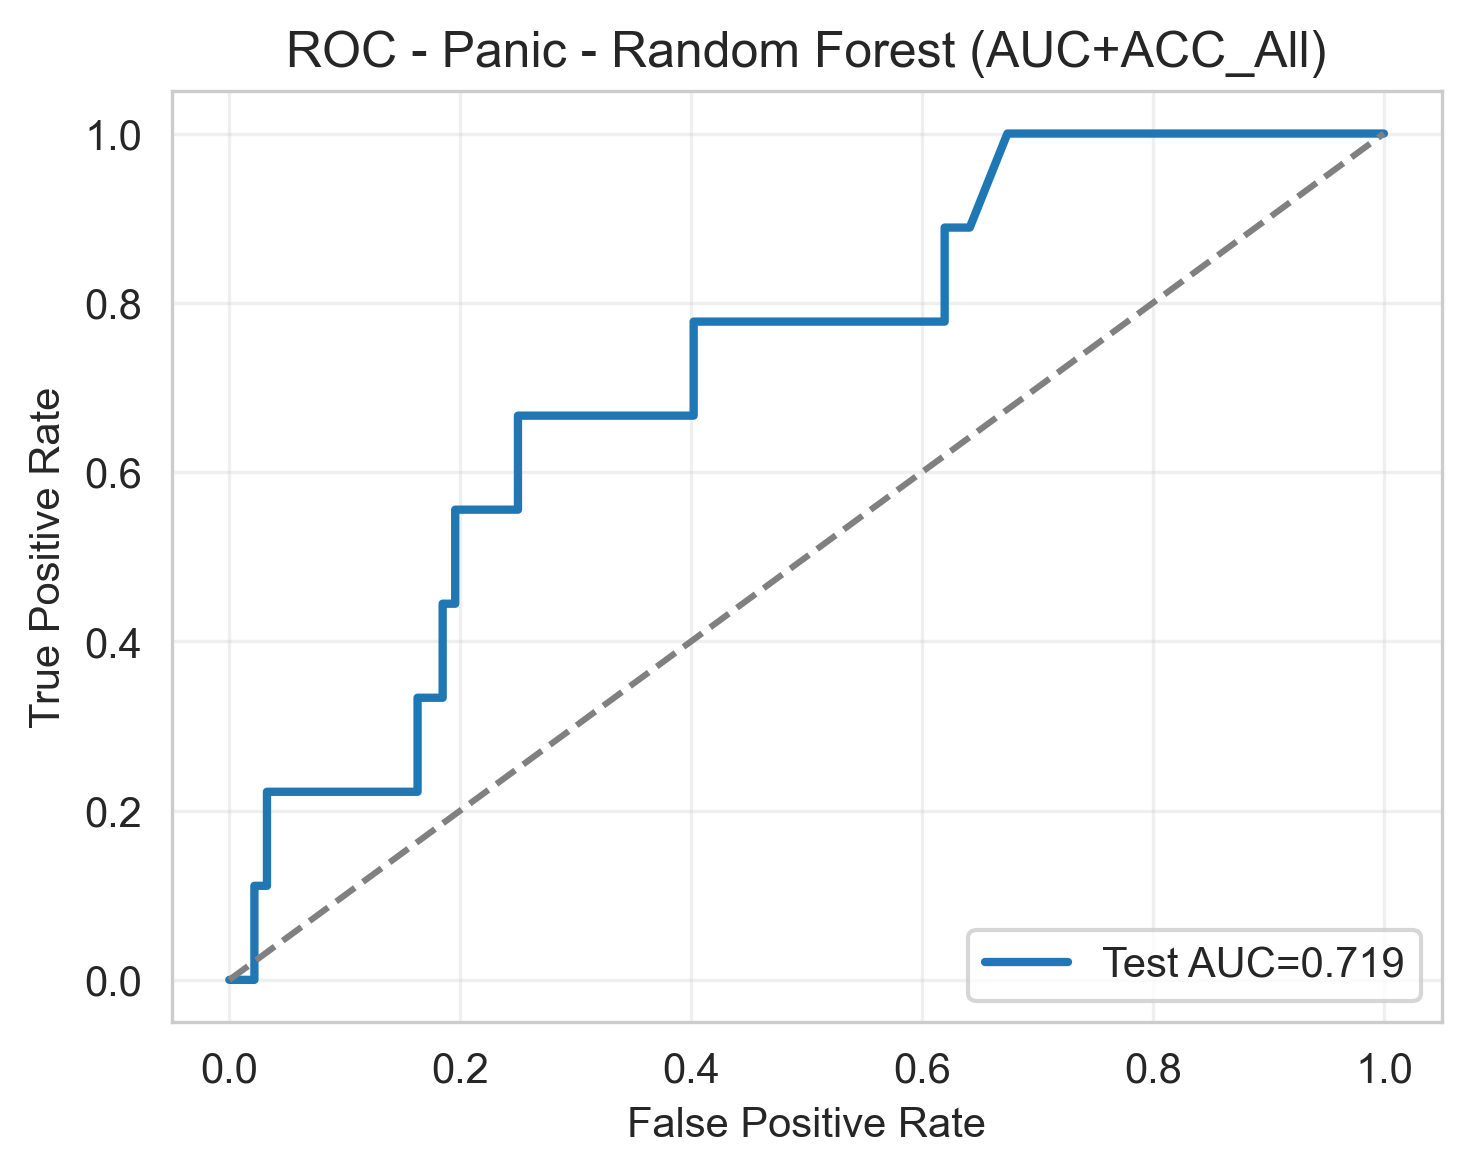 ROC - Panic - Random Forest (AUC+ACC_All)
True Positive Rate
1.0
0.8
0.6
0.4
0.2
0.0
Test AUC=0.719
0.0 0.2 0.4 0.6 0.8 1.0
False Positive Rate